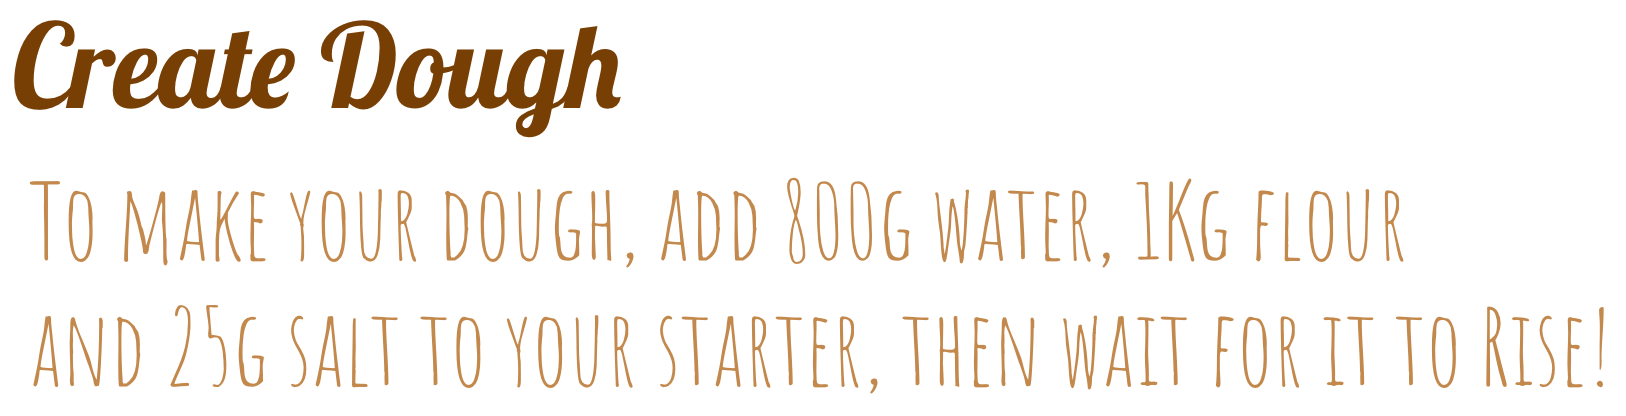 Create Dough
To make your dough, add 800g water, 1Kg flour
and 25g salt to your starter, then wait for it to Rise!